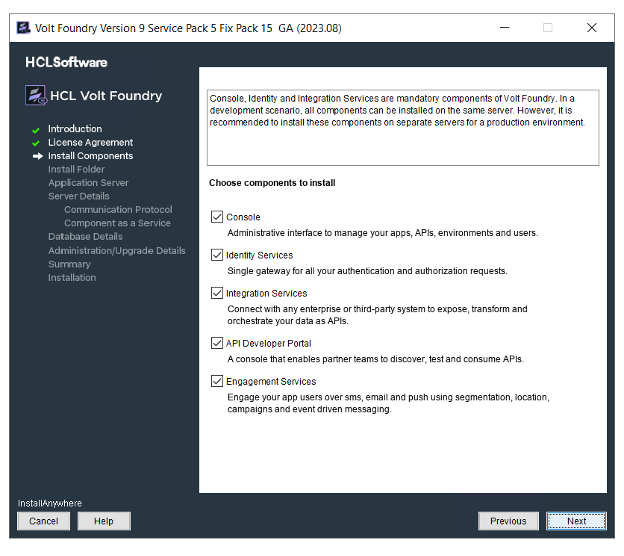 Volt Foundry Version 9 Service Pack 5 Fix Pack 15  GA (2023.08)
HCLSoftware
HCL Volt Foundry
Introduction
License Agreement
Install Components
Install Folder
Application Server
Server Details
Communication Protocol
Component as a Service
Database Details
Administration/Upgrade Details
Summary
Installation
Console, Identity and Integration Services are mandatory components of Volt Foundry. In a
development scenario, all components can be installed on the same server. However, it is
recommended to install these components on separate servers for a production environment.
Choose components to install
Console
Administrative interface to manage your apps, APIs, environments and users.
Identity Services
Single gateway for all your authentication and authorization requests.
Integration Services
Connect with any enterprise or third-party system to expose, transform and
orchestrate your data as APIs.
API Developer Portal
A console that enables partner teams to discover, test and consume APIs.
Engagement Services
Engage your app users over sms, email and push using segmentation, location,
campaigns and event driven messaging.
InstallAnywhere
Cancel
Help
Previous
Next